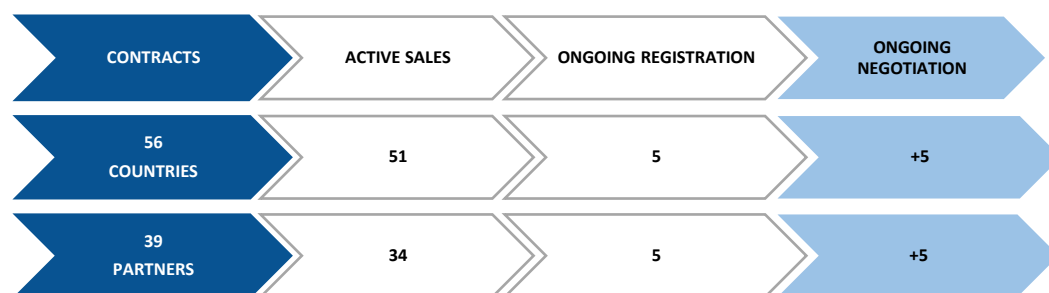 CONTRACTS
ACTIVE SALES
ONGOING REGISTRATION
ONGOING
NEGOTIATION
56
COUNTRIES
51
5
+5
39
PARTNERS
34
5
+5